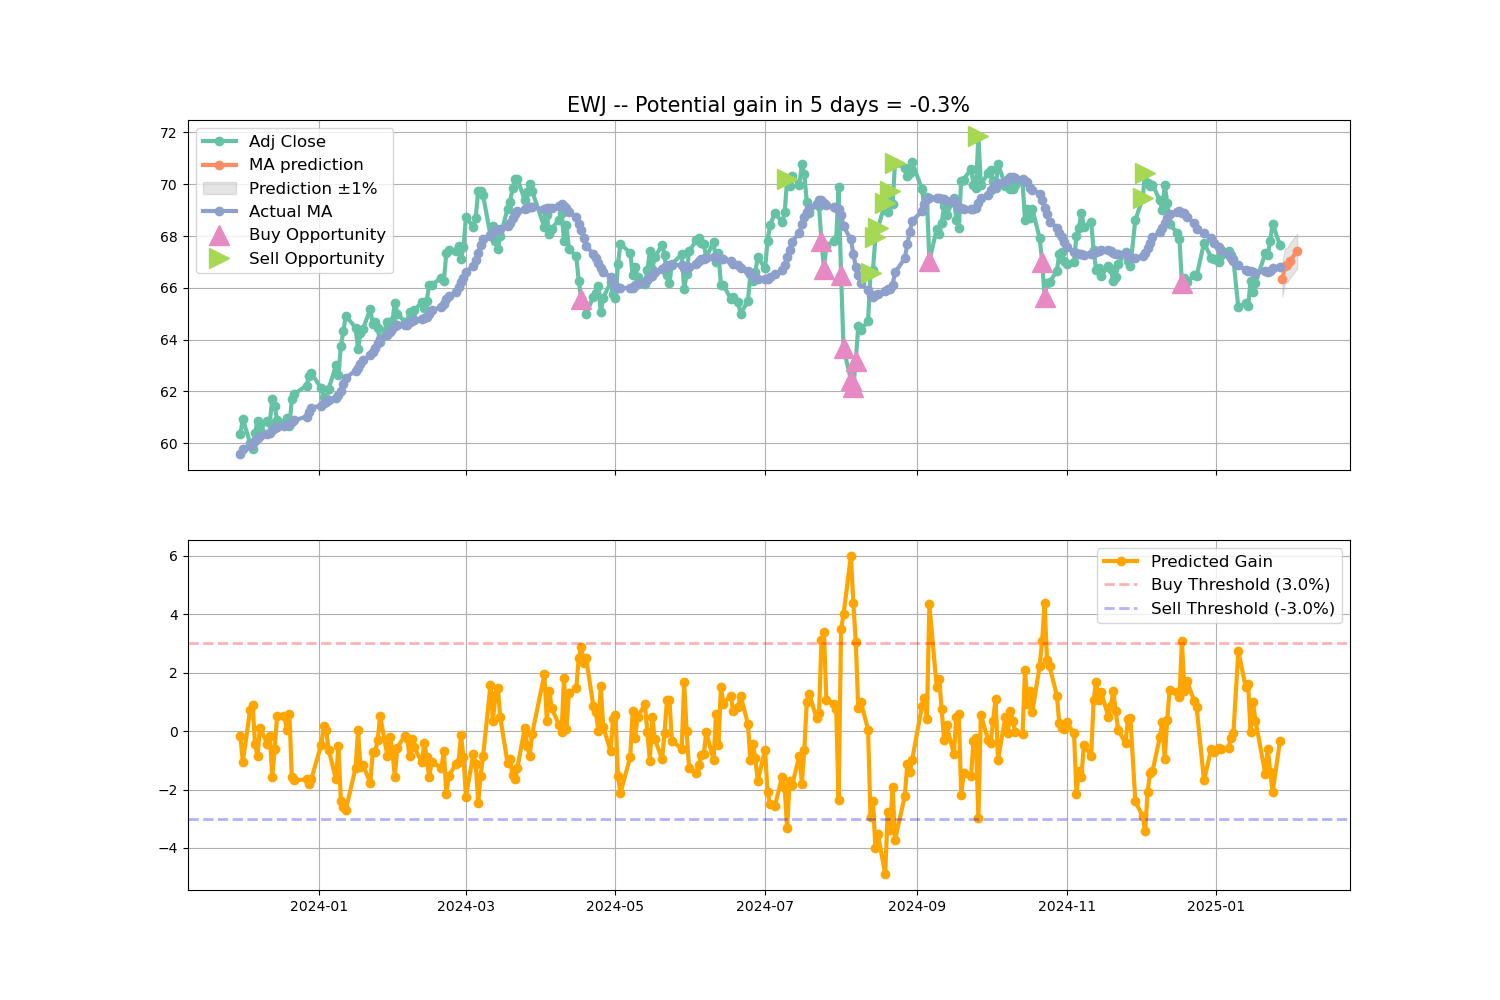 EWJ -- Potential gain in 5 days = -0.3%
72
70
68
66
64
62
60
Adj Close
MA prediction
Prediction ±1%
Actual MA
Buy Opportunity
Sell Opportunity
6
4
2
0
−2
−4
Predicted Gain
Buy Threshold (3.0%)
Sell Threshold (-3.0%)
2024-01
2024-03
2024-05
2024-07
2024-09
2024-11
2025-01